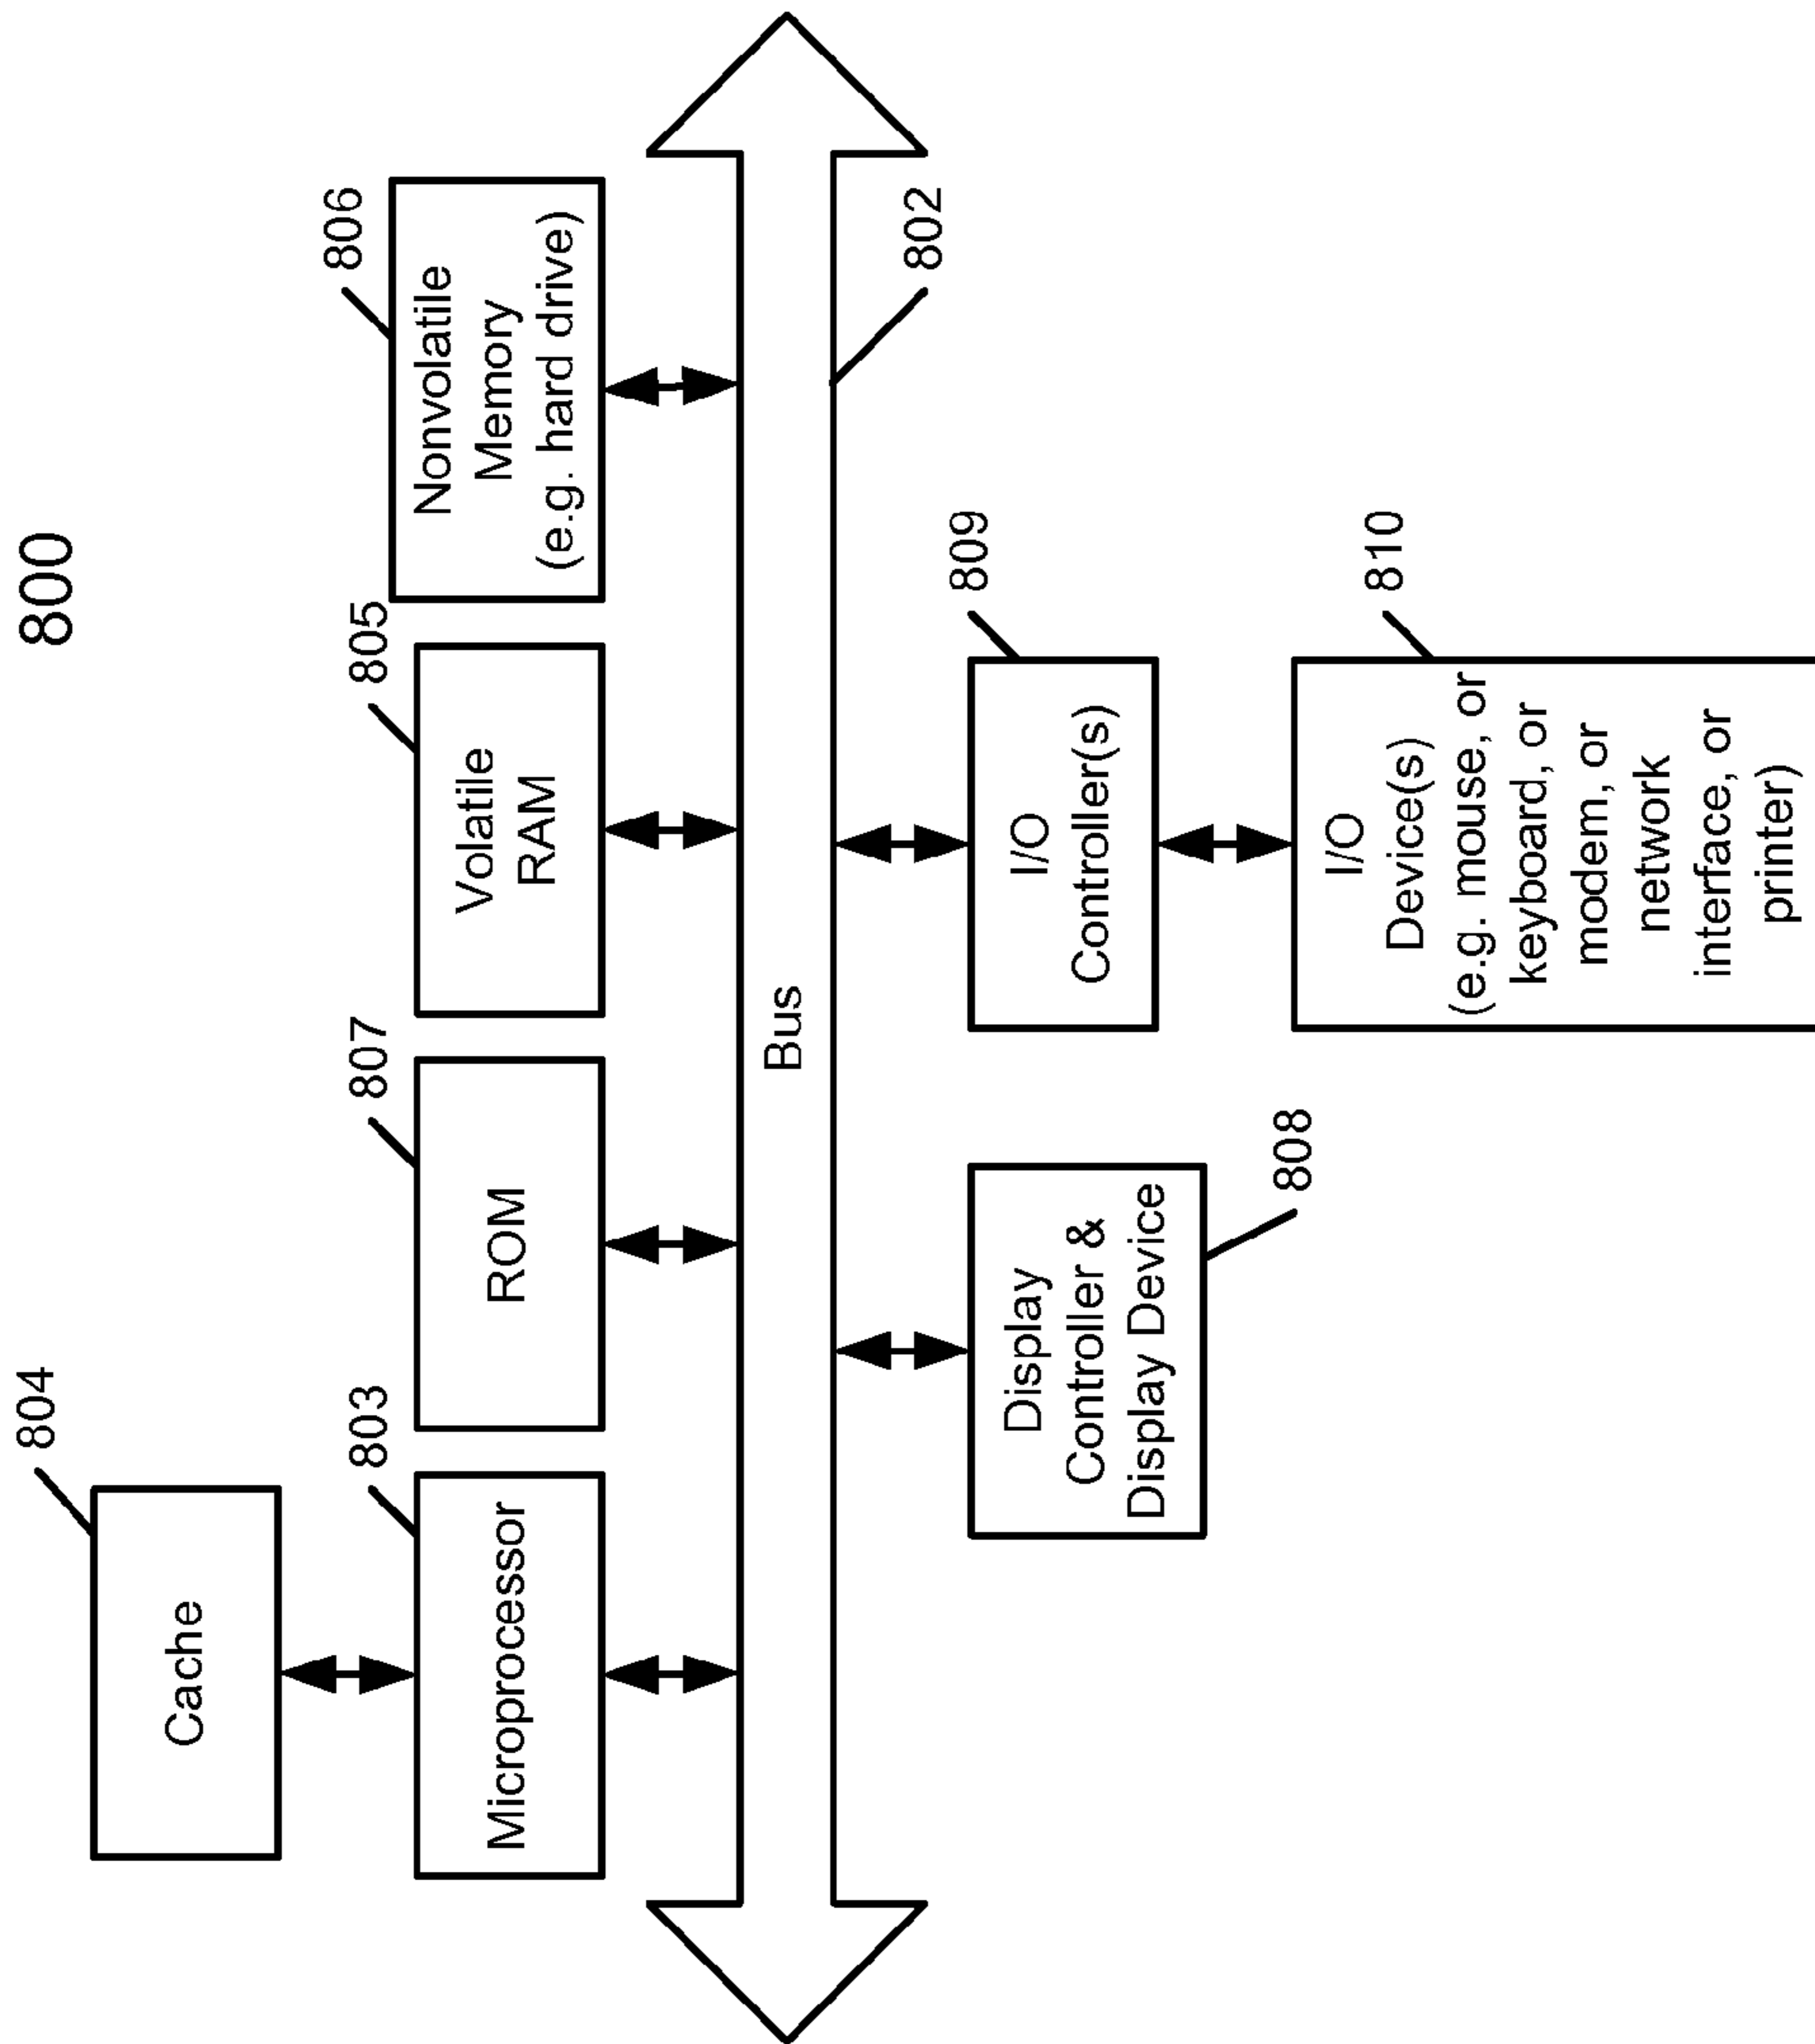 800
804
Cache
803
Microprocessor
807
ROM
805
Volatile
RAM
806
Nonvolatile
Memory
(e.g. hard drive)
Bus
802
Display
Controller &
Display Device
808
809
I/O
Controller(s)
810
I/O
Device(s)
(e.g. mouse, or
keyboard, or
modem, or
network
interface, or
printer)